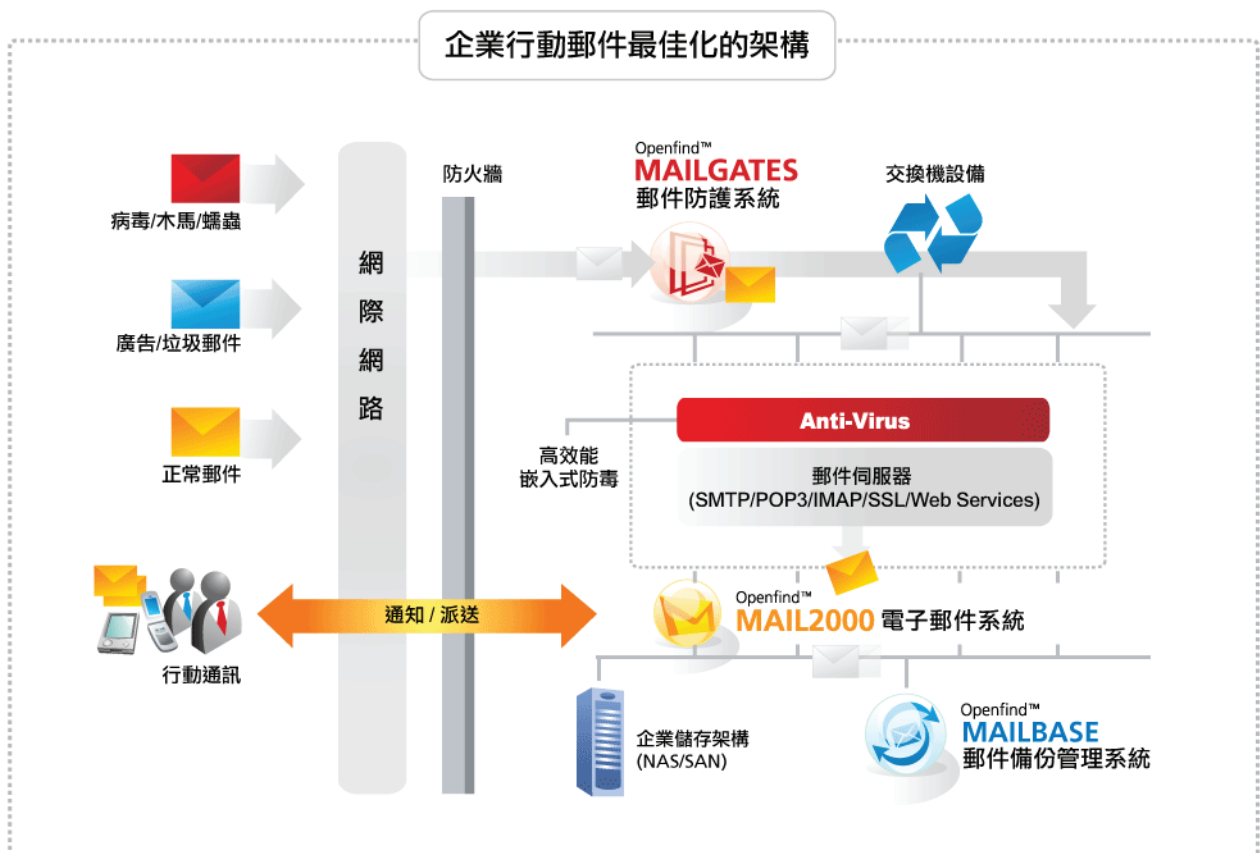 企業行動郵件最佳化的架構
病毒/木馬/蠕蟲
廣告/垃圾郵件
正常郵件
行動通訊
網
際
網
路
防火牆
通知 / 派送
Openfind™
MAILGATES
郵件防護系統
交換機設備
Anti-Virus
高效能
嵌入式防毒
郵件伺服器
(SMTP/POP3/IMAP/SSL/Web Services)
Openfind™
MAIL2000 電子郵件系統
企業儲存架構
(NAS/SAN)
Openfind™
MAILBASE
郵件備份管理系統